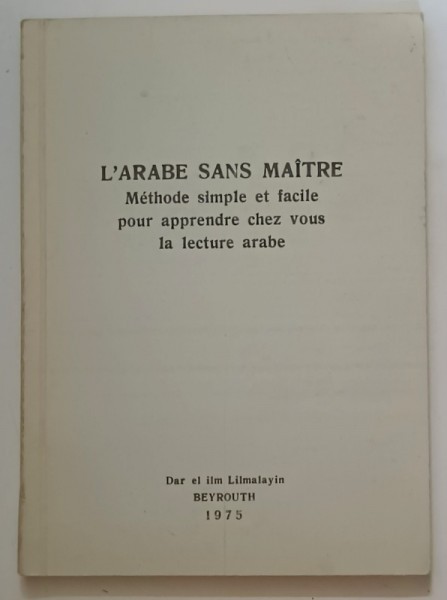 L'ARABE SANS MAÎTRE
Méthode simple et facile
pour apprendre chez vous
la lecture arabe
Dar el ilm Lilmalayin
BEYROUTH
1975